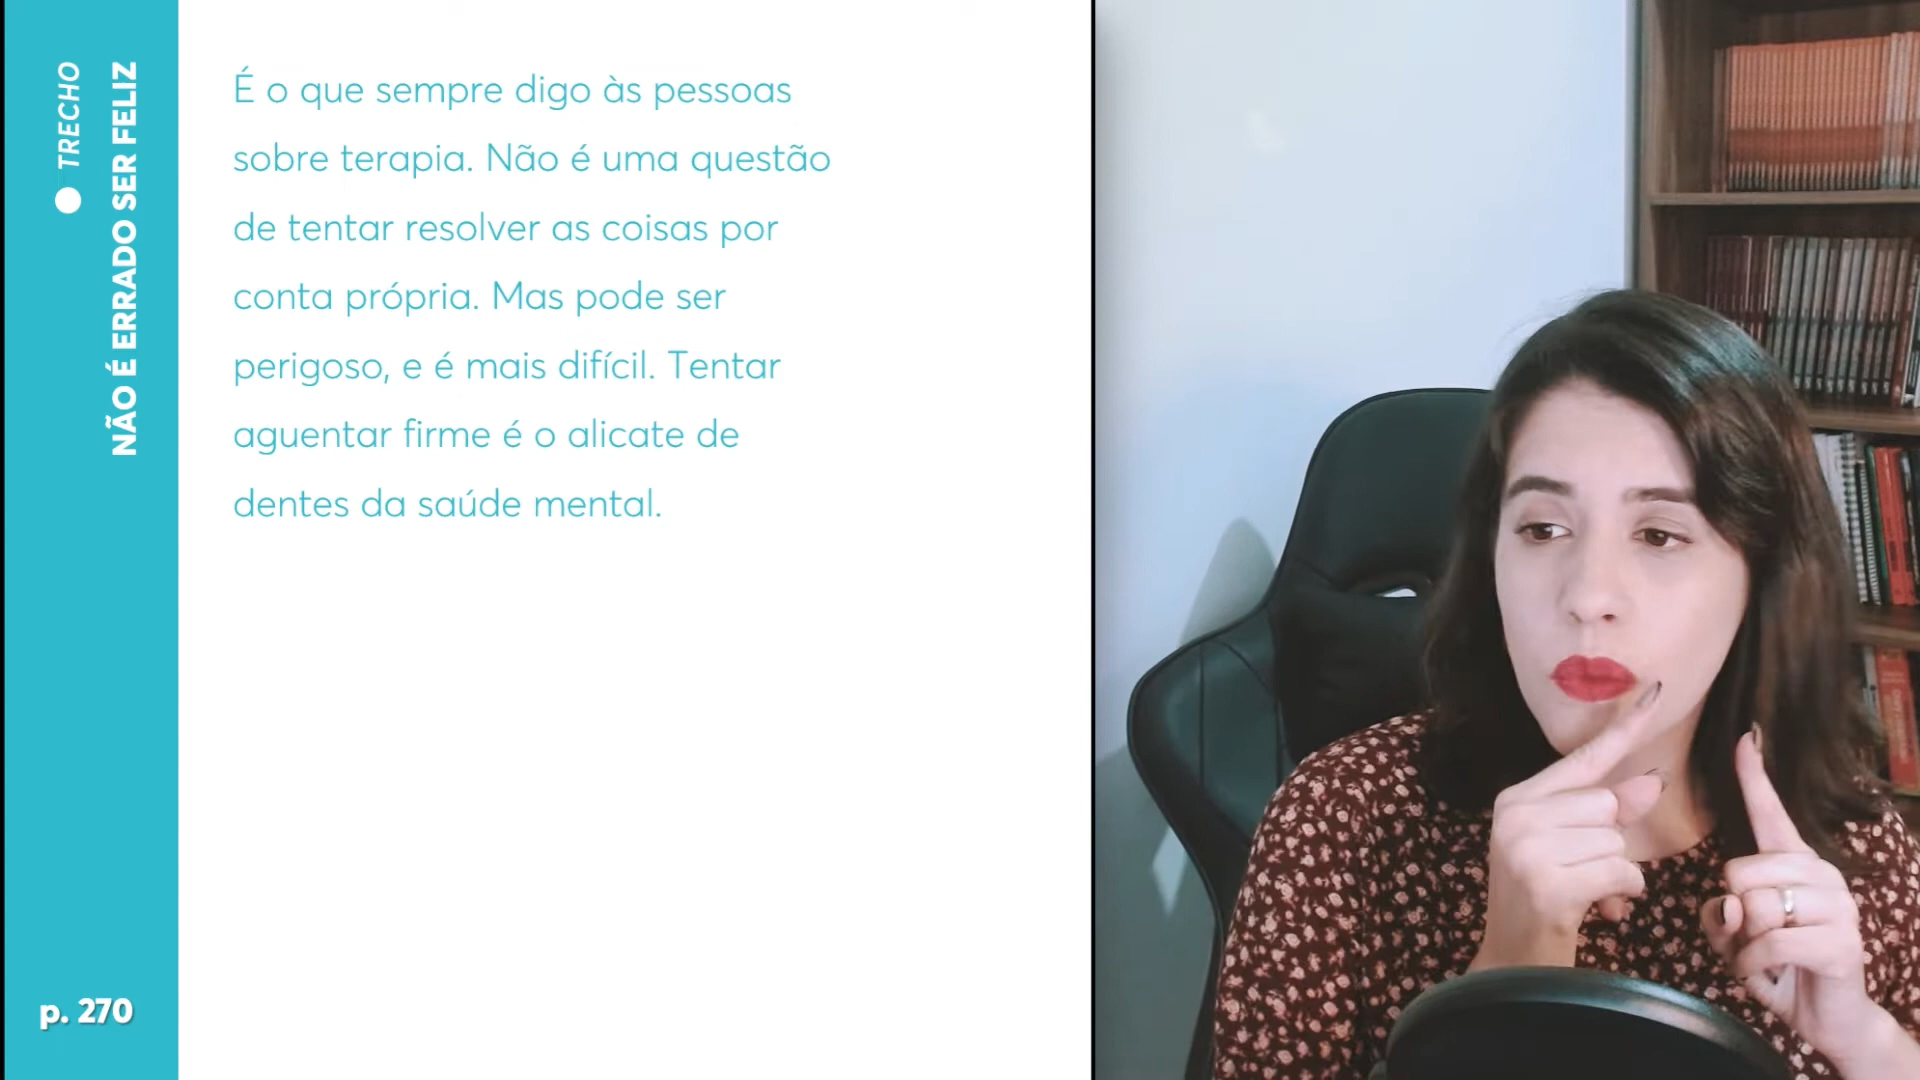 TRECHO
NÃO É ERRADO SER FELIZ
É o que sempre digo às pessoas
sobre terapia. Não é uma questão
de tentar resolver as coisas por
conta própria. Mas pode ser
perigoso, e é mais difícil. Tentar
aguentar firme é o alicate de
dentes da saúde mental.
p. 270